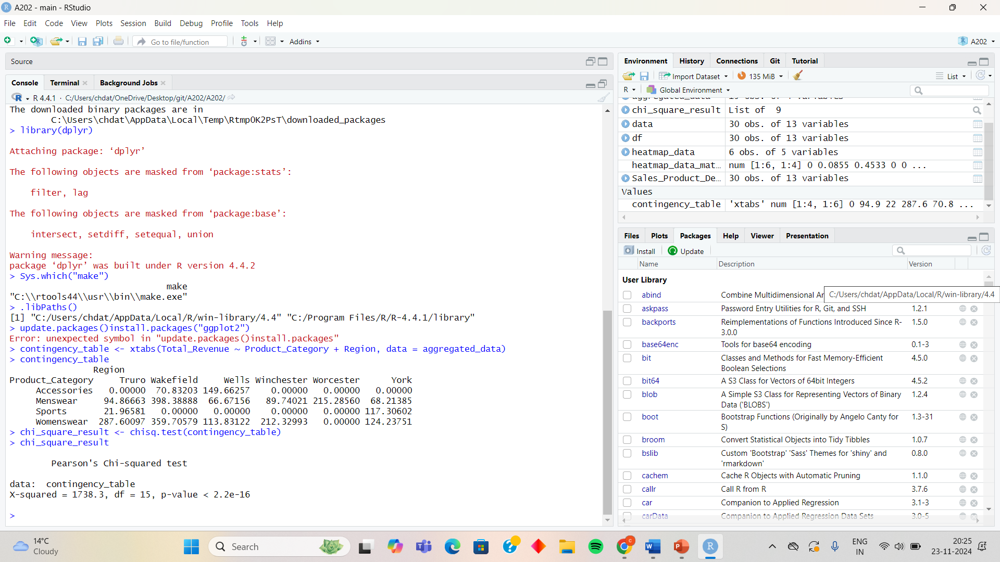 A202 - main - RStudio
File Edit Code View Plots Session Build Debug Profile Tools Help
Go to file/function Addins A202
Source
Console Terminal Background Jobs
R 4.4.1 · C:/Users/chdat/OneDrive/Desktop/git/A202/A202/
The downloaded binary packages are in
C:\Users\chdat\AppData\Local\Temp\RtmpOK2PsT\downloaded_packages
> library(dplyr)
Attaching package: ‘dplyr’
The following objects are masked from ‘package:stats’:
filter, lag
The following objects are masked from ‘package:base’:
intersect, setdiff, setequal, union
Warning message:
package ‘dplyr’ was built under R version 4.4.2
> Sys.which("make")
make
"C:\\rtools44\\usr\\bin\\make.exe"
> .libPaths()
[1] "C:/Users/chdat/AppData/Local/R/win-library/4.4" "C:/Program Files/R/R-4.4.1/library"
> update.packages()install.packages("ggplot2")
Error: unexpected symbol in "update.packages()install.packages"
> contingency_table <- xtabs(Total_Revenue ~ Product_Category + Region, data = aggregated_data)
> contingency_table
Region
Product_Category Truro Wakefield Wells Winchester Worcester York
Accessories 0.00000 70.83203 149.66257 0.00000 0.00000 0.00000
Menswear 94.86663 398.38888 66.67156 89.74021 215.28560 68.21385
Sports 21.96581 0.00000 0.00000 0.00000 0.00000 117.30602
Womenswear 287.60097 359.70579 113.83122 212.32993 0.00000 124.23751
> chi_square_result <- chisq.test(contingency_table)
> chi_square_result
Pearson's Chi-squared test
data: contingency_table
X-squared = 1738.3, df = 15, p-value < 2.2e-16
>
Environment History Connections Git Tutorial
Import Dataset 135 MiB List
R Global Environment
chi_square_result List of 9
data 30 obs. of 13 variables
df 30 obs. of 13 variables
heatmap_data 6 obs. of 5 variables
heatmap_data_mat... num [1:6, 1:4] 0 0.0855 0.4533 0 0 ...
Sales_Product_De... 30 obs. of 13 variables
Values
contingency_table 'xtabs' num [1:4, 1:6] 0 94.9 22 287.6 70.8 ...
Files Plots Packages Help Viewer Presentation
Install Update
Name Description Version
User Library
abind Combine Multidimensional Ar C:/Users/chdat/AppData/Local/R/win-library/4.4
askpass Password Entry Utilities for R, Git, and SSH 1.2.1
backports Reimplementations of Functions Introduced Since R- 1.5.0
3.0.0
base64enc Tools for base64 encoding 0.1-3
bit Classes and Methods for Fast Memory-Efficient 4.5.0
Boolean Selections
bit64 A S3 Class for Vectors of 64bit Integers 4.5.2
blob A Simple S3 Class for Representing Vectors of Binary 1.2.4
Data ('BLOBS')
boot Bootstrap Functions (Originally by Angelo Canty for 1.3-31
S)
broom Convert Statistical Objects into Tidy Tibbles 1.0.7
bslib Custom 'Bootstrap' 'Sass' Themes for 'shiny' and 0.8.0
'rmarkdown'
cachem Cache R Objects with Automatic Pruning 1.1.0
callr Call R from R 3.7.6
car Companion to Applied Regression 3.1-3
carData Companion to Applied Regression Data Sets 3.0-5
14°C
Cloudy
Search
ENG
IN
20:25
23-11-2024